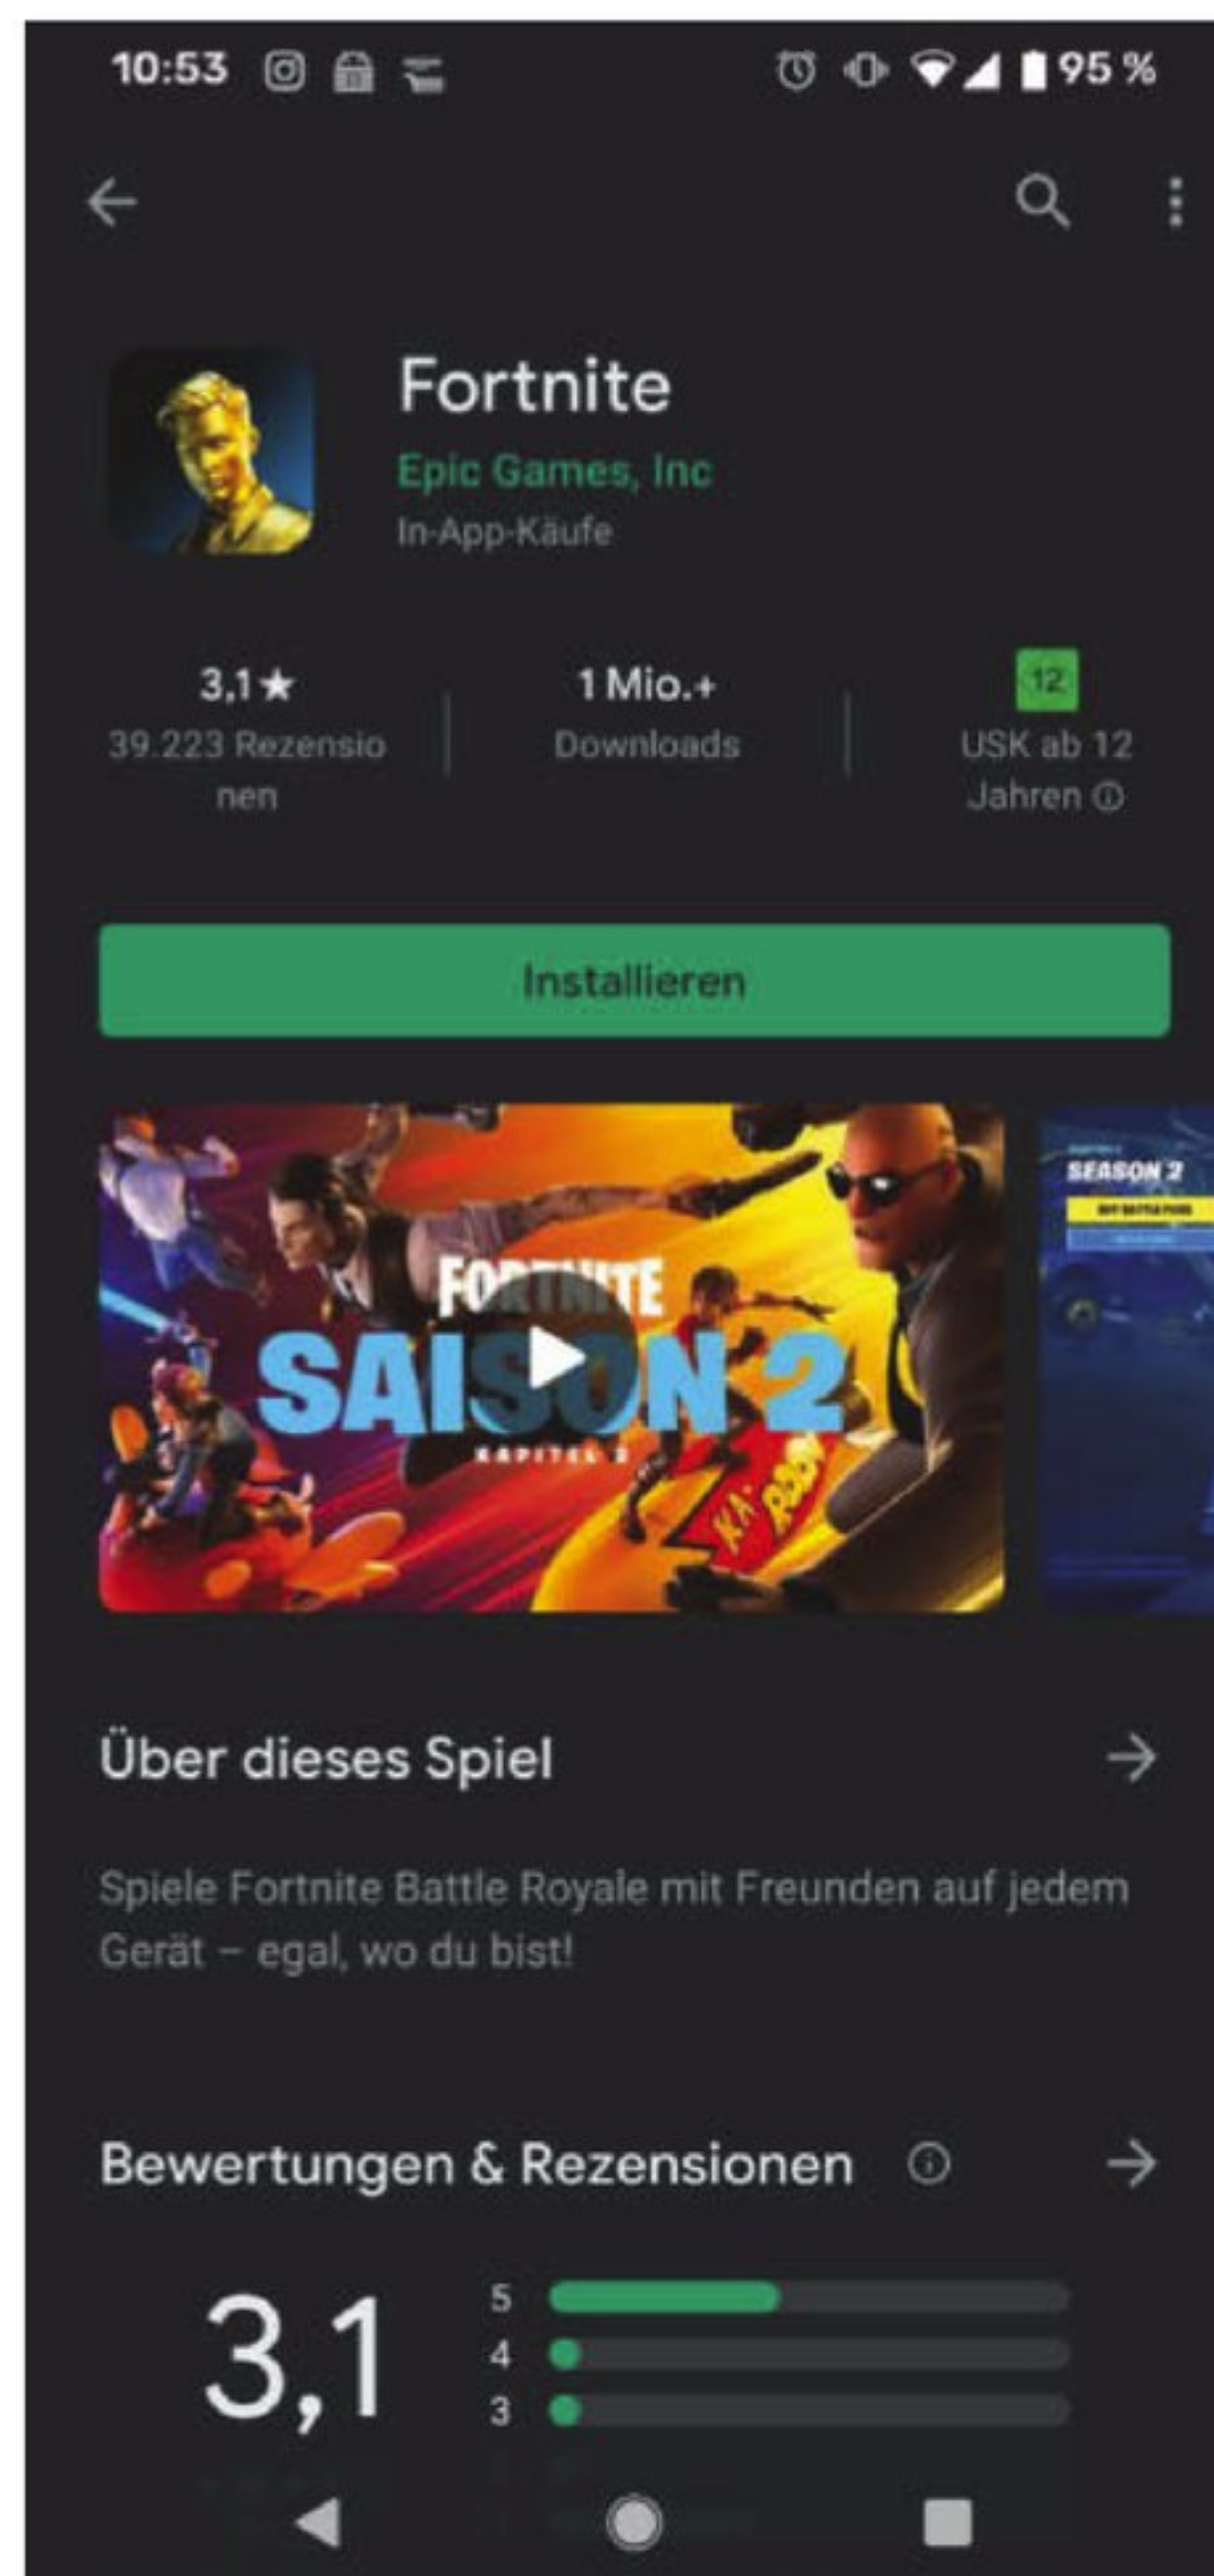 10:53
95 %
Fortnite
Epic Games, Inc
In-App-Käufe
3,1★
39.223 Rezensio
nen
1 Mio.+
Downloads
12
USK ab 12
Jahren
Installieren
FORTNITE
SAISON 2
KAPITEL 2
KA-
BOOM
SEASON 2
BUY BATTLE PASS
Über dieses Spiel
Spiele Fortnite Battle Royale mit Freunden auf jedem
Gerät – egal, wo du bist!
Bewertungen & Rezensionen
3,1
5
4
3